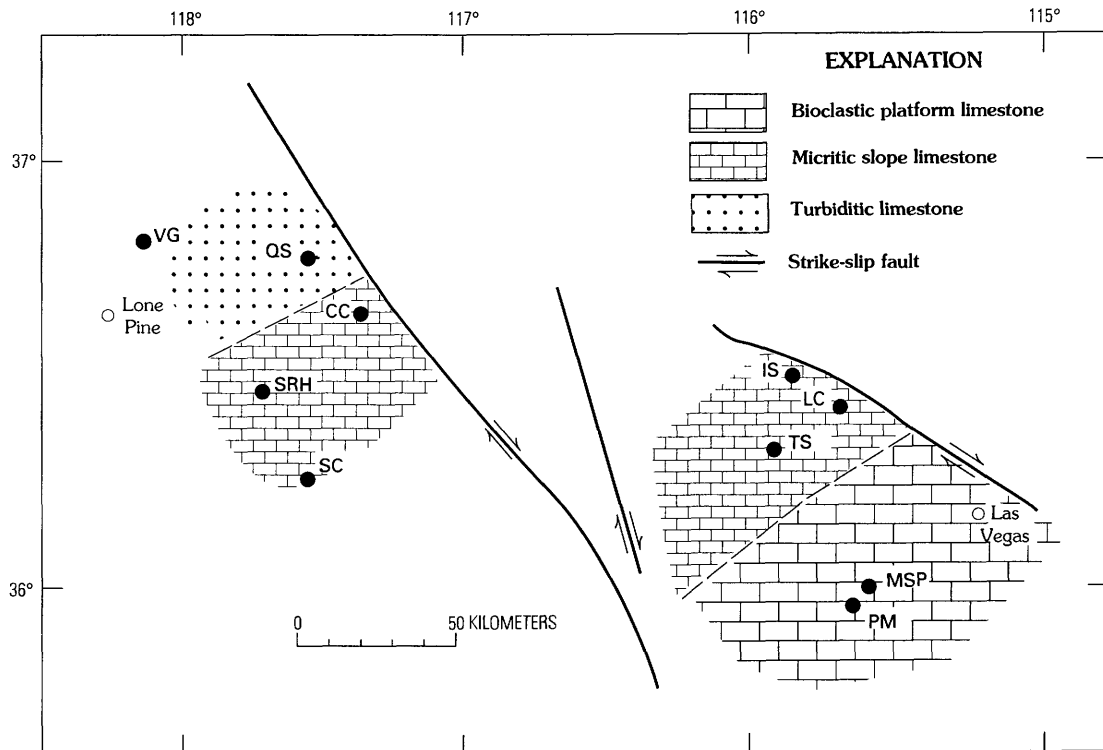 118°
117°
116°
115°
EXPLANATION
Bioclastic platform limestone
37°
Micritic slope limestone
Turbiditic limestone
VG
QS
Strike-slip fault
Lone
Pine
CC
IS
SRH
LC
TS
SC
Las
Vegas
36°
MSP
PM
0
50 KILOMETERS